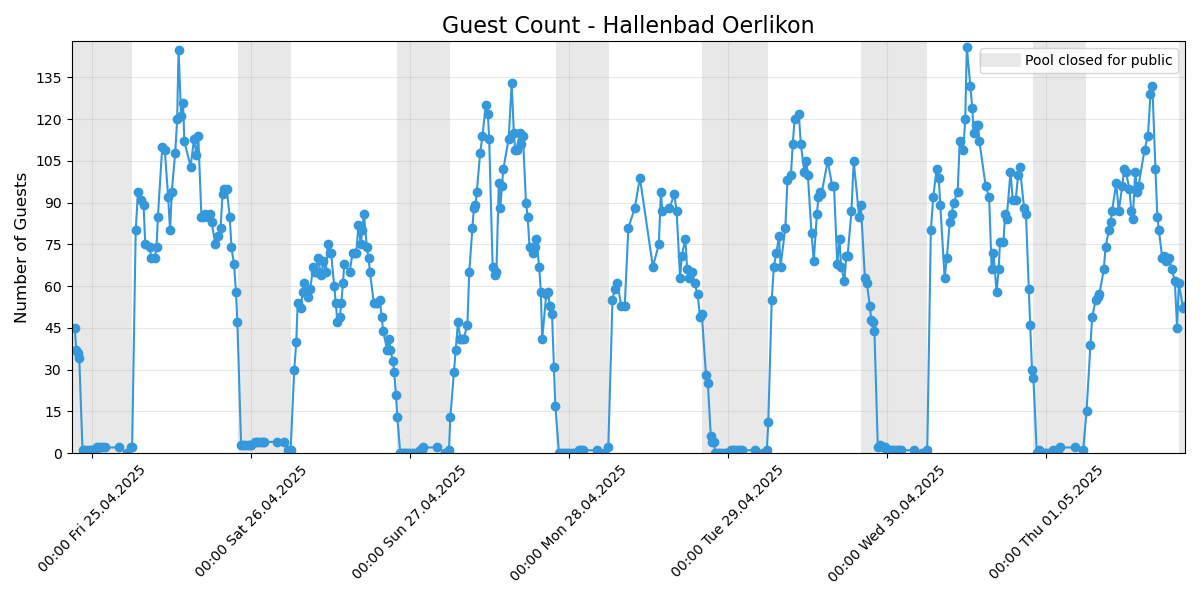 Guest Count - Hallenbad Oerlikon
Pool closed for public
Number of Guests
135
120
105
90
75
60
45
30
15
0
00:00 Fri 25.04.2025
00:00 Sat 26.04.2025
00:00 Sun 27.04.2025
00:00 Mon 28.04.2025
00:00 Tue 29.04.2025
00:00 Wed 30.04.2025
00:00 Thu 01.05.2025